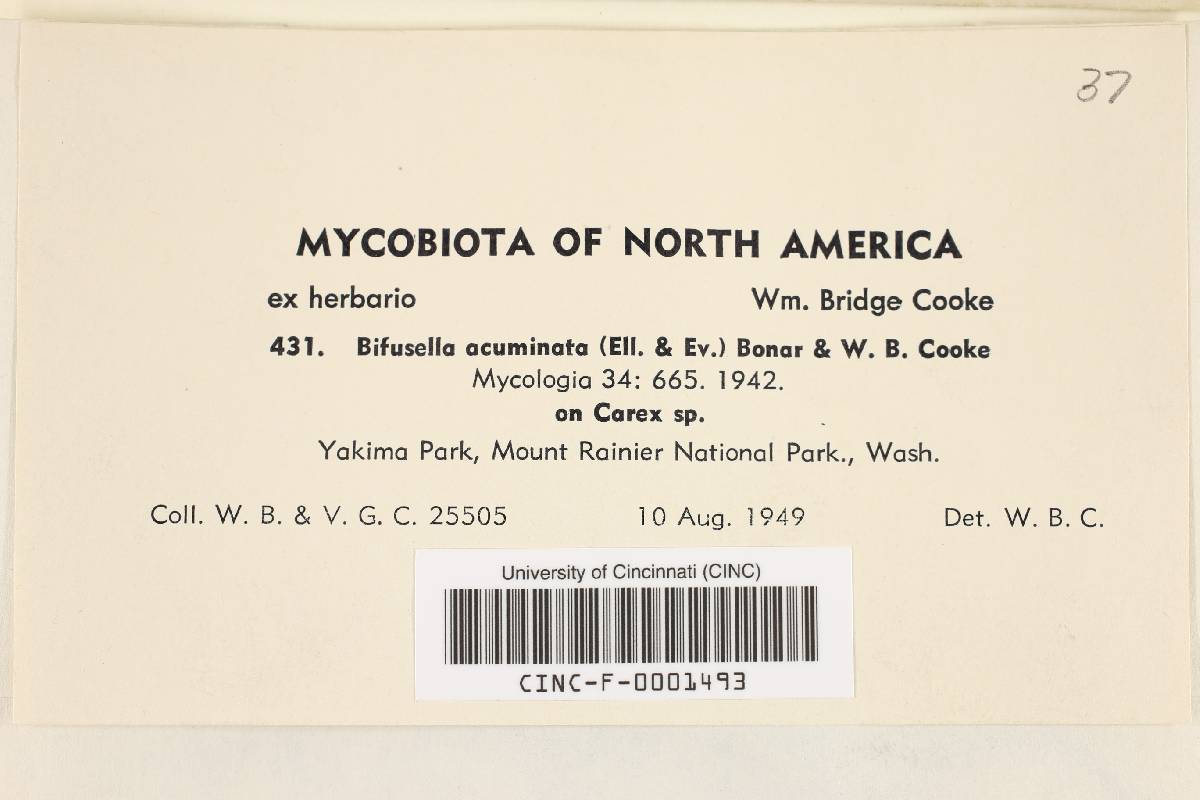 37
MYCOBIOTA OF NORTH AMERICA
ex herbario Wm. Bridge Cooke
431. Bifusella acuminata (Ell. & Ev.) Bonar & W. B. Cooke
Mycologia 34: 665. 1942.
on Carex sp.
Yakima Park, Mount Rainier National Park., Wash.
Coll. W. B. & V. G. C. 25505 10 Aug. 1949 Det. W. B. C.
University of Cincinnati (CINC)
CINC-F-0001493